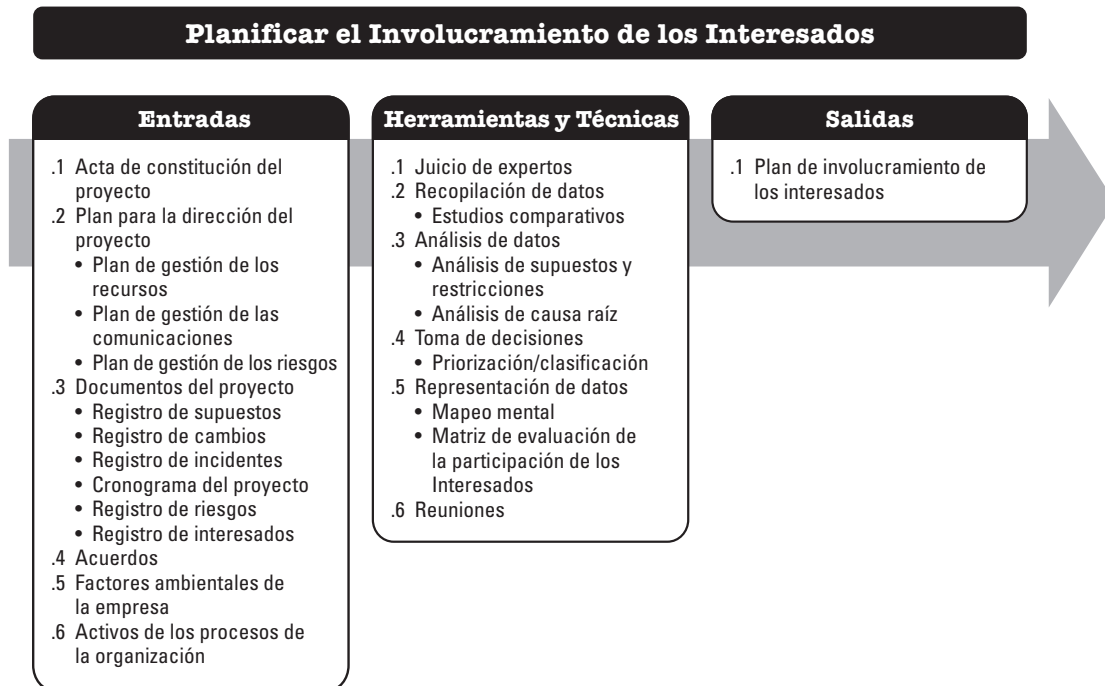 Planificar el Involucramiento de los Interesados
Entradas
.1 Acta de constitución del
proyecto
.2 Plan para la dirección del
proyecto
• Plan de gestión de los
recursos
• Plan de gestión de las
comunicaciones
• Plan de gestión de los riesgos
.3 Documentos del proyecto
• Registro de supuestos
• Registro de cambios
• Registro de incidentes
• Cronograma del proyecto
• Registro de riesgos
• Registro de interesados
.4 Acuerdos
.5 Factores ambientales de
la empresa
.6 Activos de los procesos de
la organización
Herramientas y Técnicas
.1 Juicio de expertos
.2 Recopilación de datos
• Estudios comparativos
.3 Análisis de datos
• Análisis de supuestos y
restricciones
• Análisis de causa raíz
.4 Toma de decisiones
• Priorización/clasificación
.5 Representación de datos
• Mapeo mental
• Matriz de evaluación de
la participación de los
Interesados
.6 Reuniones
Salidas
.1 Plan de involucramiento de
los interesados